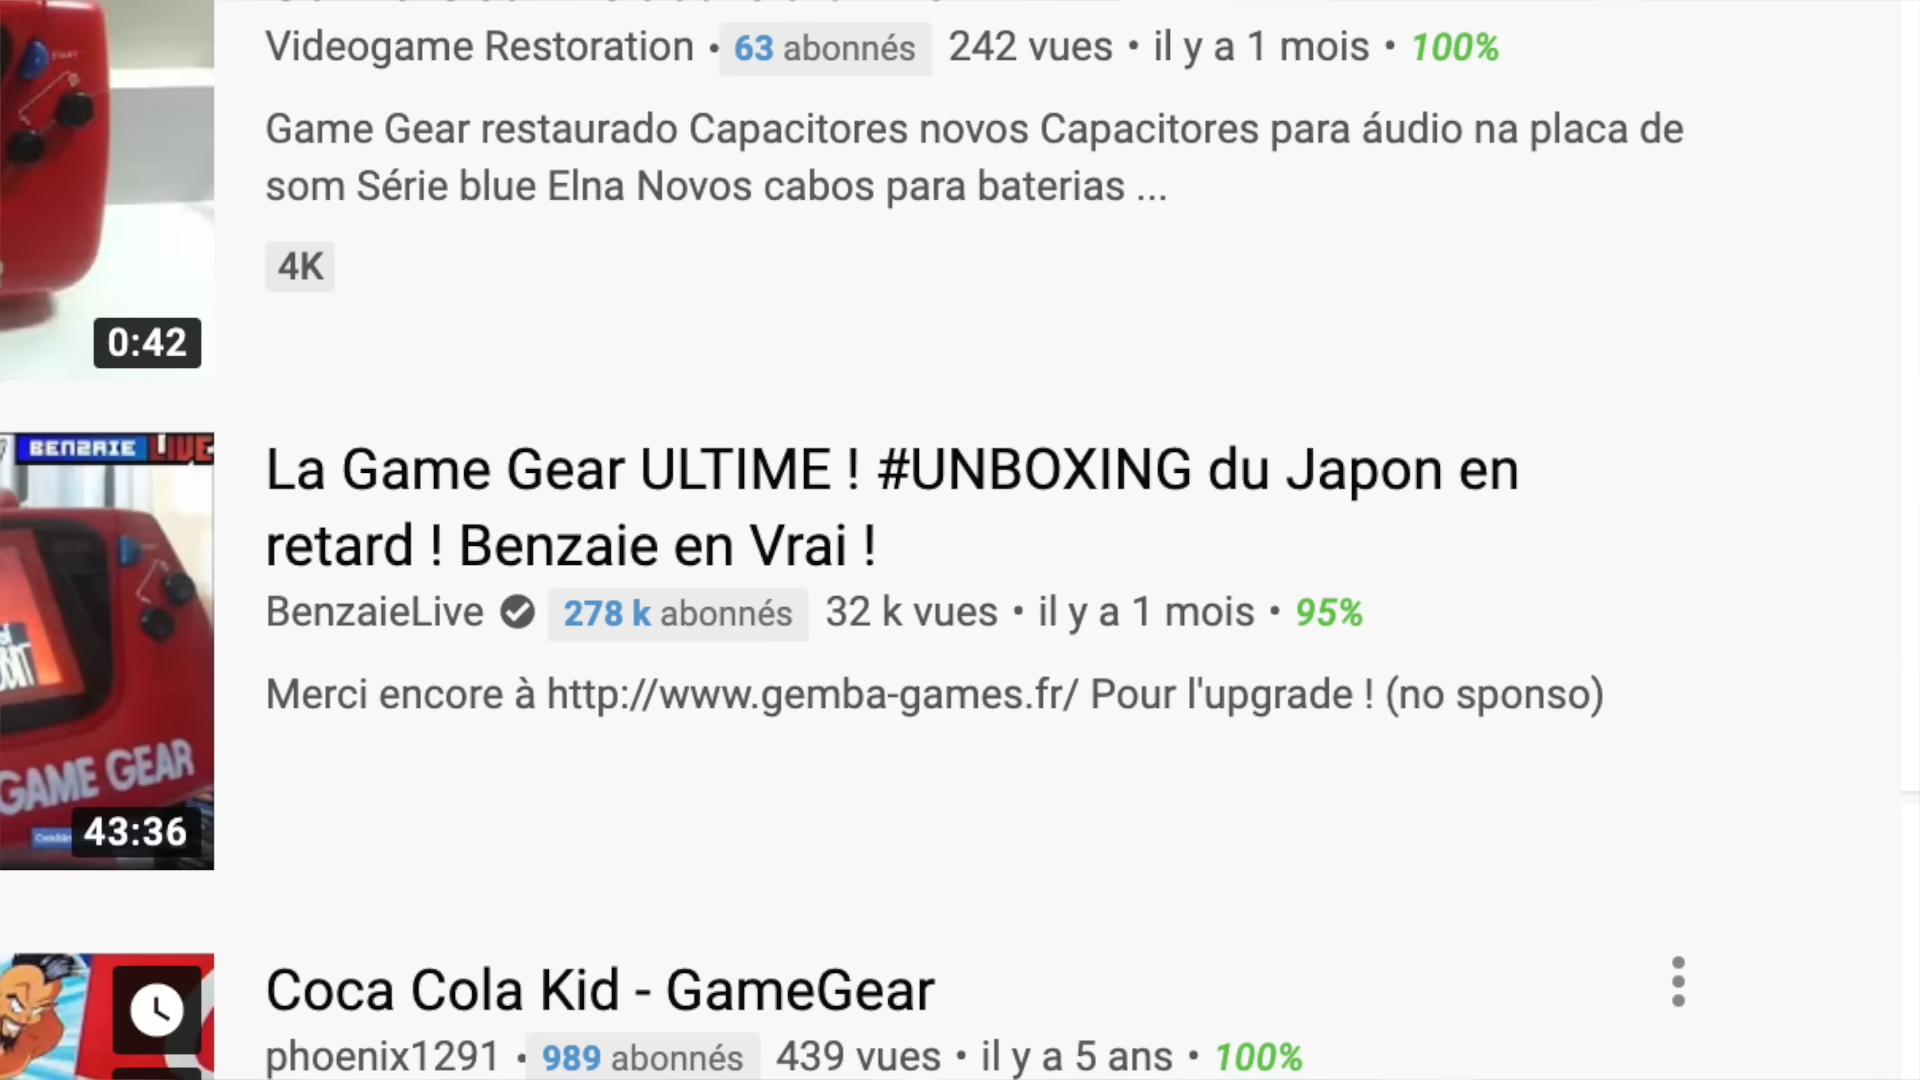 Videogame Restoration • 63 abonnés 242 vues • il y a 1 mois • 100%
Game Gear restaurado Capacitores novos Capacitores para áudio na placa de
som Série blue Elna Novos cabos para baterias ...
4K
START
0:42
BENZAIE LIVE
La Game Gear ULTIME ! #UNBOXING du Japon en
retard ! Benzaie en Vrai !
BenzaieLive 278 k abonnés 32 k vues • il y a 1 mois • 95%
Merci encore à http://www.gemba-games.fr/ Pour l'upgrade ! (no sponso)
GAME GEAR
43:36
Coca Cola Kid - GameGear
phoenix1291 • 989 abonnés 439 vues • il y a 5 ans • 100%